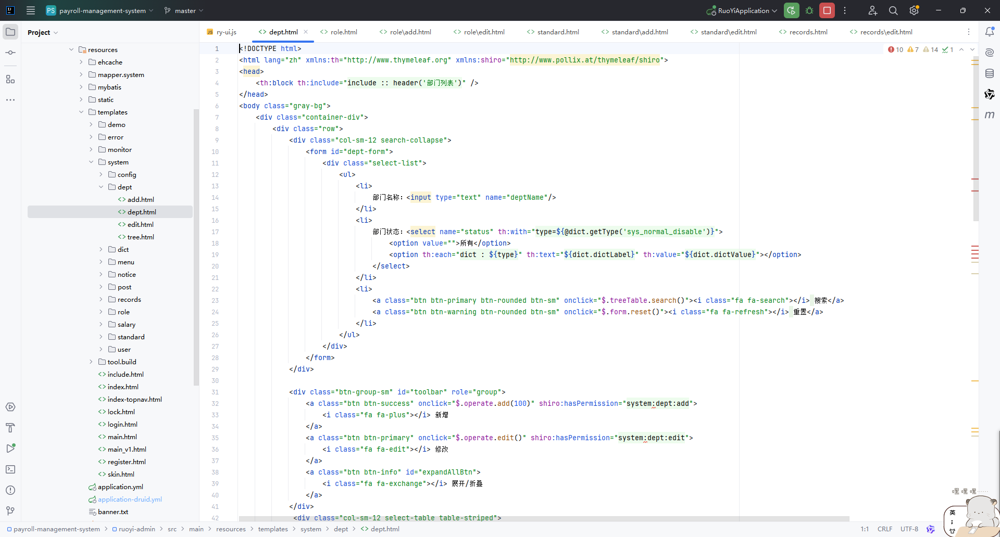 PS payroll-management-system master RuoYiApplication
Project
ry-ui.js dept.html role.html role\add.html role\edit.html standard.html standard\add.html standard\edit.html records.html records\edit.html
resources
ehcache
mapper.system
mybatis
static
templates
demo
error
monitor
system
config
dept
add.html
dept.html
edit.html
tree.html
dict
menu
notice
post
records
role
salary
standard
user
tool.build
include.html
index.html
index-topnav.html
lock.html
login.html
main.html
main_v1.html
register.html
skin.html
application.yml
application-druid.yml
banner.txt
10 7 14 1
1 <!DOCTYPE html>
2 <html lang="zh" xmlns:th="http://www.thymeleaf.org" xmlns:shiro="http://www.pollix.at/thymeleaf/shiro">
3 <head>
4 <th:block th:include="include :: header('部门列表')" />
5 </head>
6 <body class="gray-bg">
7 <div class="container-div">
8 <div class="row">
9 <div class="col-sm-12 search-collapse">
10 <form id="dept-form">
11 <div class="select-list">
12 <ul>
13 <li>
14 部门名称：<input type="text" name="deptName"/>
15 </li>
16 <li>
17 部门状态：<select name="status" th:with="type=${@dict.getType('sys_normal_disable')}">
18 <option value="">所有</option>
19 <option th:each="dict : ${type}" th:text="${dict.dictLabel}" th:value="${dict.dictValue}"></option>
20 </select>
21 </li>
22 <li>
23 <a class="btn btn-primary btn-rounded btn-sm" onclick="$.treeTable.search()"><i class="fa fa-search"></i> 搜索</a>
24 <a class="btn btn-warning btn-rounded btn-sm" onclick="$.form.reset()"><i class="fa fa-refresh"></i> 重置</a>
25 </li>
26 </ul>
27 </div>
28 </form>
29 </div>
30
31 <div class="btn-group-sm" id="toolbar" role="group">
32 <a class="btn btn-success" onclick="$.operate.add(100)" shiro:hasPermission="system:dept:add">
33 <i class="fa fa-plus"></i> 新增
34 </a>
35 <a class="btn btn-primary" onclick="$.operate.edit()" shiro:hasPermission="system:dept:edit">
36 <i class="fa fa-edit"></i> 修改
37 </a>
38 <a class="btn btn-info" id="expandAllBtn">
39 <i class="fa fa-exchange"></i> 展开/折叠
40 </a>
41 </div>
42 <div class="col-sm-12 select-table table-striped">
嘿 嘿 嘿······
英
;
payroll-management-system > ruoyi-admin > src > main > resources > templates > system > dept > dept.html
1:1 CRLF UTF-8